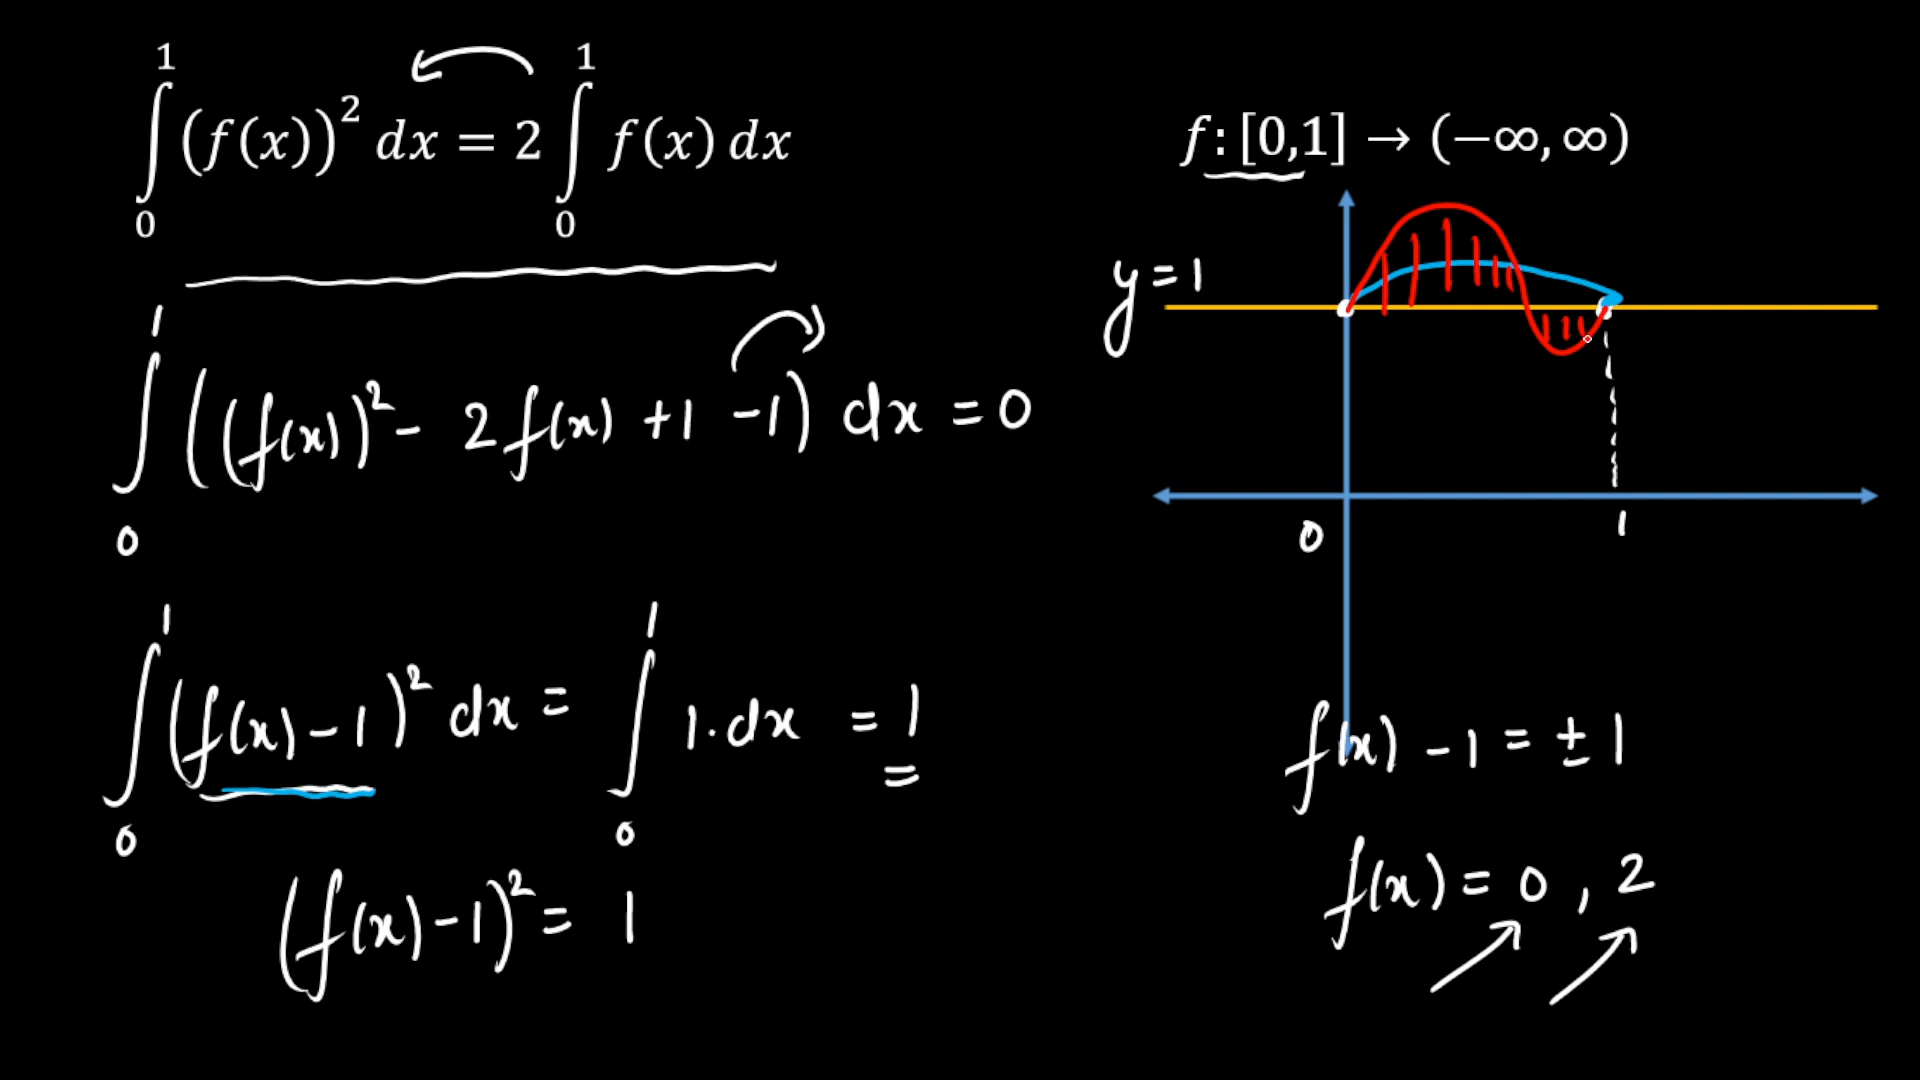 ∫₀¹ (f(x))² dx = 2 ∫₀¹ f(x) dx
f: [0,1] → (−∞, ∞)
y = 1
∫₀¹ ((f(x))² − 2f(x) + 1 − 1) dx = 0
0 1
∫₀¹ (f(x) − 1)² dx = ∫₀¹ 1·dx = 1
f(x) − 1 = ± 1
(f(x) − 1)² = 1
f(x) = 0 , 2